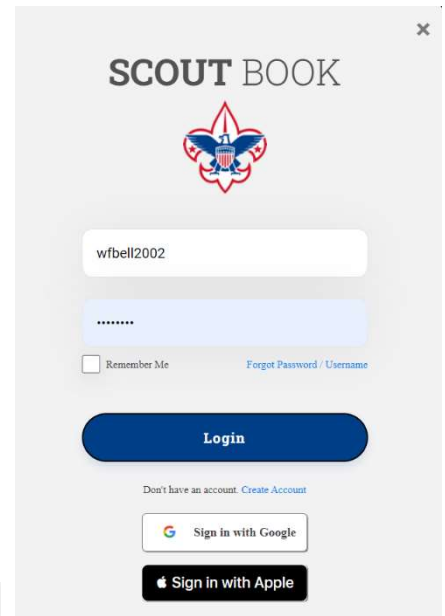 SCOUT BOOK
wfbell2002
••••••••
Remember Me Forgot Password / Username
Login
Don't have an account. Create Account
Sign in with Google
Sign in with Apple